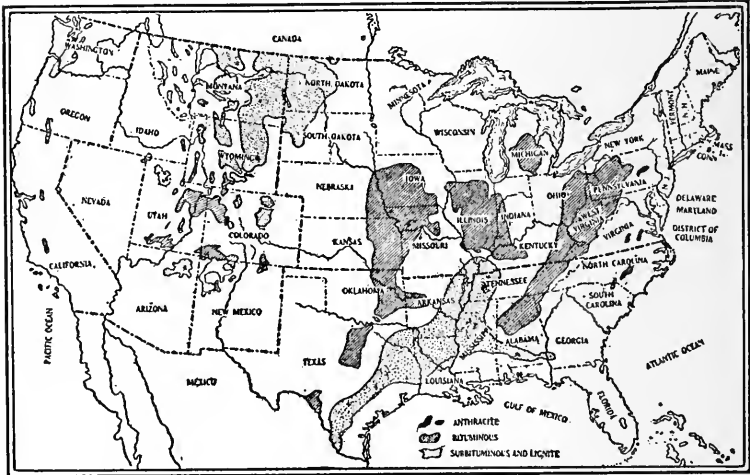 CANADA
WASHINGTON
MAINE
MONTANA
NORTH DAKOTA
MINNESOTA
VERMONT
N. H.
OREGON
IDAHO
SOUTH DAKOTA
WISCONSIN
MICHIGAN
NEW YORK
MASS
CONN
WYOMING
IOWA
PENNSYLVANIA
NEBRASKA
OHIO
N. J.
NEVADA
UTAH
ILLINOIS
INDIANA
WEST
VIRGINIA
DELAWARE
MARYLAND
COLORADO
KANSAS
MISSOURI
VIRGINIA
DISTRICT OF
COLUMBIA
KENTUCKY
CALIFORNIA
NORTH CAROLINA
OKLAHOMA
ARKANSAS
TENNESSEE
ARIZONA
NEW MEXICO
SOUTH
CAROLINA
PACIFIC OCEAN
MISSISSIPPI
ALABAMA
GEORGIA
TEXAS
ATLANTIC OCEAN
MEXICO
LOUISIANA
FLORIDA
GULF OF MEXICO
ANTHRACITE
BITUMINOUS
SUBBITUMINOUS AND LIGNITE